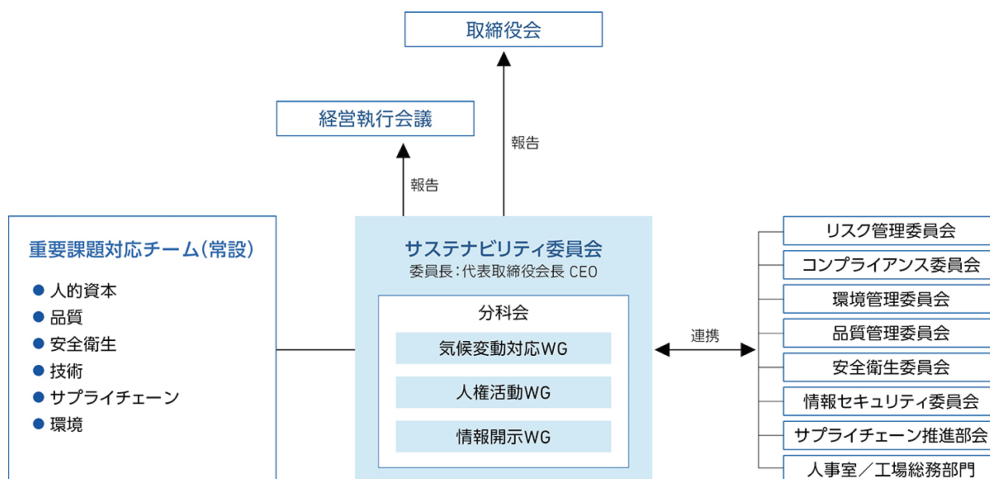 取締役会
経営執行会議
報告
報告
重要課題対応チーム(常設)
● 人的資本
● 品質
● 安全衛生
● 技術
● サプライチェーン
● 環境
サステナビリティ委員会
委員長:代表取締役会長 CEO
分科会
気候変動対応WG
人権活動WG
情報開示WG
連携
リスク管理委員会
コンプライアンス委員会
環境管理委員会
品質管理委員会
安全衛生委員会
情報セキュリティ委員会
サプライチェーン推進部会
人事室/工場総務部門